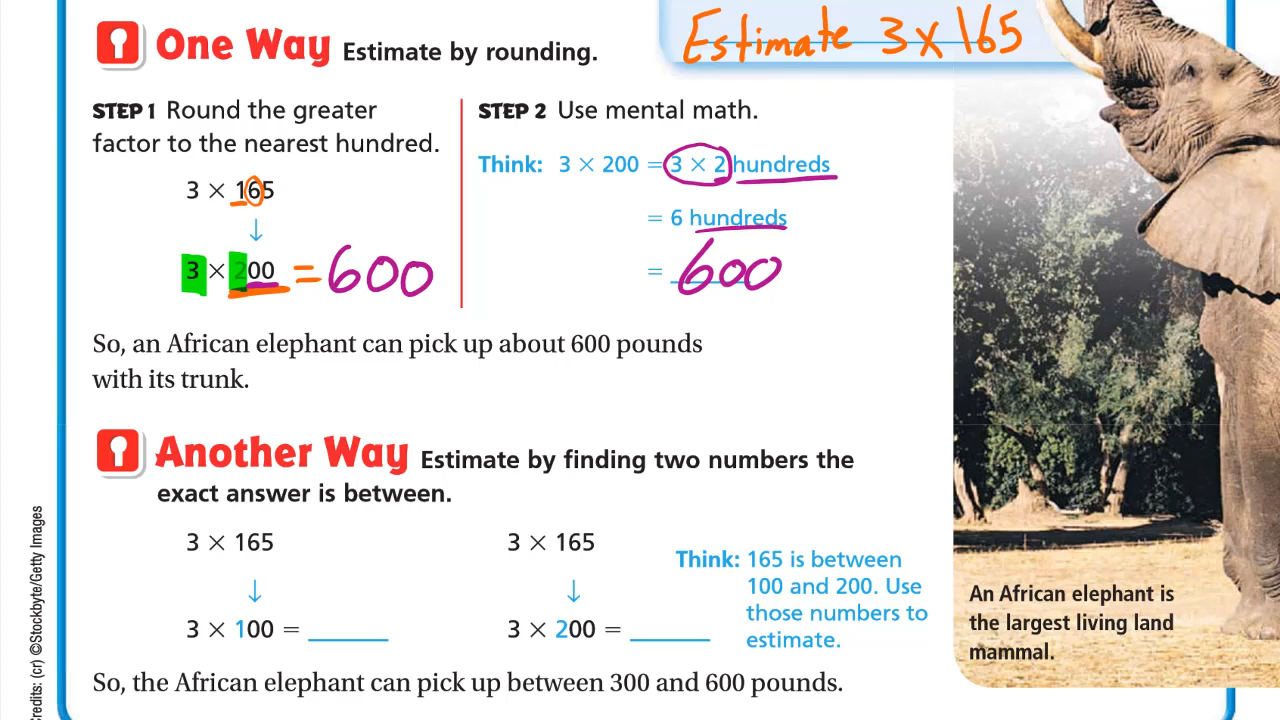 Estimate 3 x 165
One Way Estimate by rounding.
STEP 1 Round the greater
factor to the nearest hundred.
3 × 165
↓
3 × 200 = 600
STEP 2 Use mental math.
Think: 3 × 200 = 3 × 2 hundreds
= 6 hundreds
= 600
So, an African elephant can pick up about 600 pounds
with its trunk.
Another Way Estimate by finding two numbers the
exact answer is between.
3 × 165
↓
3 × 100 = ______
3 × 165
↓
3 × 200 = ______
Think: 165 is between
100 and 200. Use
those numbers to
estimate.
So, the African elephant can pick up between 300 and 600 pounds.
An African elephant is
the largest living land
mammal.
Credits: (cr) ©Stockbyte/Getty Images